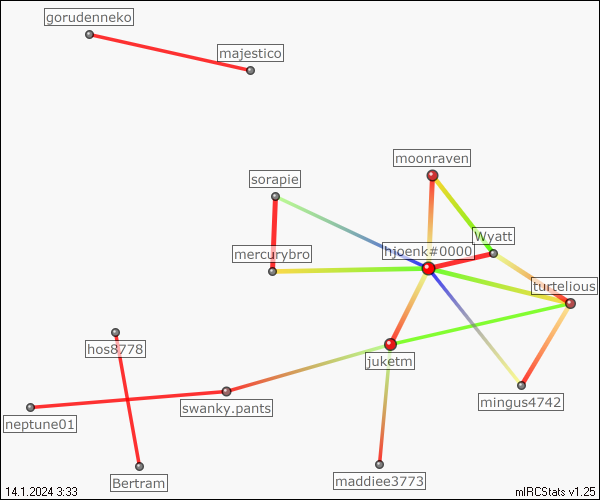 gorudenneko
majestico
moonraven
sorapie
Wyatt
hjoenk#0000
mercurybro
turtelious
hos8778
juketm
mingus4742
swanky.pants
neptune01
maddiee3773
Bertram
14.1.2024 3:33
mIRCStats v1.25